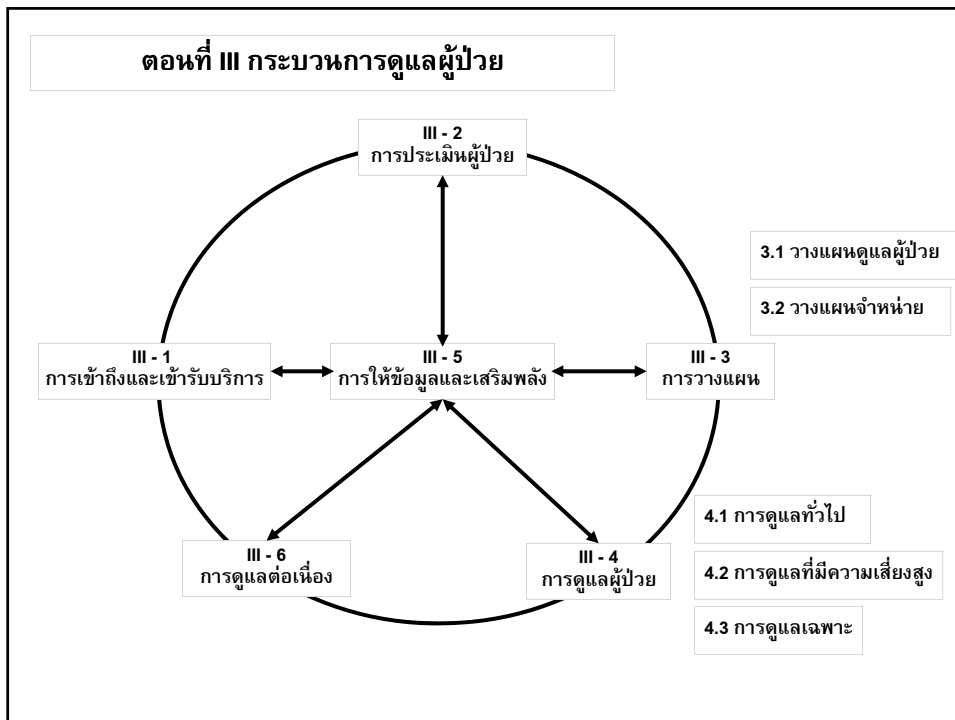 ตอนที่ III กระบวนการดูแลผู้ป่วย
III - 2
การประเมินผู้ป่วย
3.1 วางแผนดูแลผู้ป่วย
3.2 วางแผนจำหน่าย
III - 1
การเข้าถึงและเข้ารับบริการ
III - 5
การให้ข้อมูลและเสริมพลัง
III - 3
การวางแผน
4.1 การดูแลทั่วไป
III - 6
การดูแลต่อเนื่อง
III - 4
การดูแลผู้ป่วย
4.2 การดูแลที่มีความเสี่ยงสูง
4.3 การดูแลเฉพาะ